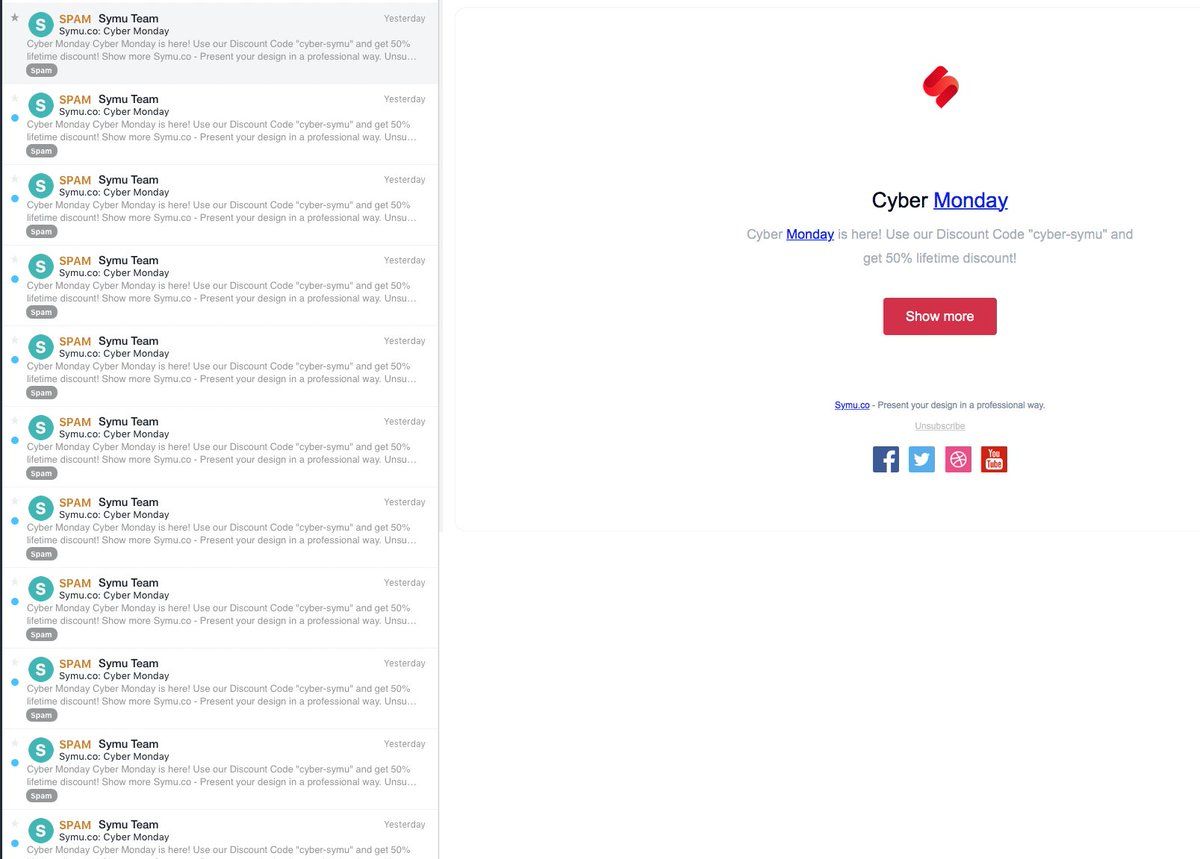 S
SPAM Symu Team Yesterday
Symu.co: Cyber Monday
Cyber Monday Cyber Monday is here! Use our Discount Code "cyber-symu" and get 50%
lifetime discount! Show more Symu.co - Present your design in a professional way. Unsu…
Spam
S
SPAM Symu Team Yesterday
Symu.co: Cyber Monday
Cyber Monday Cyber Monday is here! Use our Discount Code "cyber-symu" and get 50%
lifetime discount! Show more Symu.co - Present your design in a professional way. Unsu…
Spam
S
SPAM Symu Team Yesterday
Symu.co: Cyber Monday
Cyber Monday Cyber Monday is here! Use our Discount Code "cyber-symu" and get 50%
lifetime discount! Show more Symu.co - Present your design in a professional way. Unsu…
Spam
S
SPAM Symu Team Yesterday
Symu.co: Cyber Monday
Cyber Monday Cyber Monday is here! Use our Discount Code "cyber-symu" and get 50%
lifetime discount! Show more Symu.co - Present your design in a professional way. Unsu…
Spam
S
SPAM Symu Team Yesterday
Symu.co: Cyber Monday
Cyber Monday Cyber Monday is here! Use our Discount Code "cyber-symu" and get 50%
lifetime discount! Show more Symu.co - Present your design in a professional way. Unsu…
Spam
S
SPAM Symu Team Yesterday
Symu.co: Cyber Monday
Cyber Monday Cyber Monday is here! Use our Discount Code "cyber-symu" and get 50%
lifetime discount! Show more Symu.co - Present your design in a professional way. Unsu…
Spam
S
SPAM Symu Team Yesterday
Symu.co: Cyber Monday
Cyber Monday Cyber Monday is here! Use our Discount Code "cyber-symu" and get 50%
lifetime discount! Show more Symu.co - Present your design in a professional way. Unsu…
Spam
S
SPAM Symu Team Yesterday
Symu.co: Cyber Monday
Cyber Monday Cyber Monday is here! Use our Discount Code "cyber-symu" and get 50%
lifetime discount! Show more Symu.co - Present your design in a professional way. Unsu…
Spam
S
SPAM Symu Team Yesterday
Symu.co: Cyber Monday
Cyber Monday Cyber Monday is here! Use our Discount Code "cyber-symu" and get 50%
lifetime discount! Show more Symu.co - Present your design in a professional way. Unsu…
Spam
S
SPAM Symu Team Yesterday
Symu.co: Cyber Monday
Cyber Monday Cyber Monday is here! Use our Discount Code "cyber-symu" and get 50%
lifetime discount! Show more Symu.co - Present your design in a professional way. Unsu…
Spam
S
SPAM Symu Team Yesterday
Symu.co: Cyber Monday
Cyber Monday Cyber Monday is here! Use our Discount Code "cyber-symu" and get 50%
Cyber Monday
Cyber Monday is here! Use our Discount Code "cyber-symu" and
get 50% lifetime discount!
Show more
Symu.co - Present your design in a professional way.
Unsubscribe
You
Tube